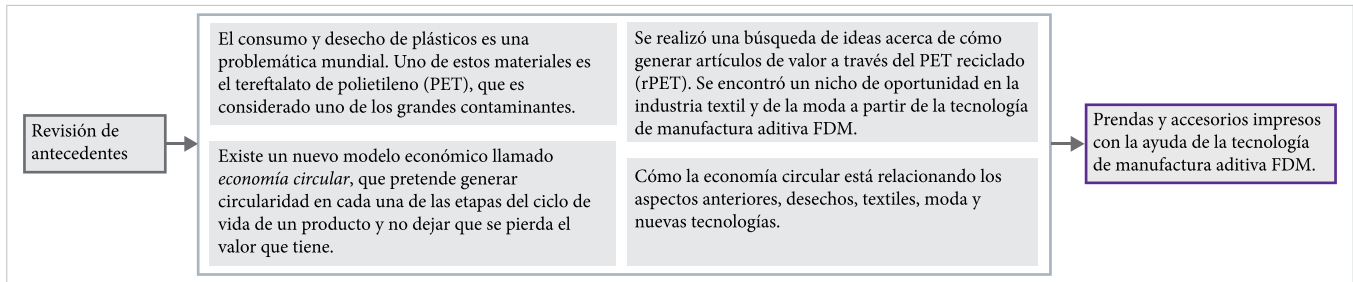 Revisión de
antecedentes
El consumo y desecho de plásticos es una
problemática mundial. Uno de estos materiales es
el tereftalato de polietileno (PET), que es
considerado uno de los grandes contaminantes.
Existe un nuevo modelo económico llamado
economía circular, que pretende generar
circularidad en cada una de las etapas del ciclo de
vida de un producto y no dejar que se pierda el
valor que tiene.
Se realizó una búsqueda de ideas acerca de cómo
generar artículos de valor a través del PET reciclado
(rPET). Se encontró un nicho de oportunidad en la
industria textil y de la moda a partir de la tecnología
de manufactura aditiva FDM.
Cómo la economía circular está relacionando los
aspectos anteriores, desechos, textiles, moda y
nuevas tecnologías.
Prendas y accesorios impresos
con la ayuda de la tecnología
de manufactura aditiva FDM.